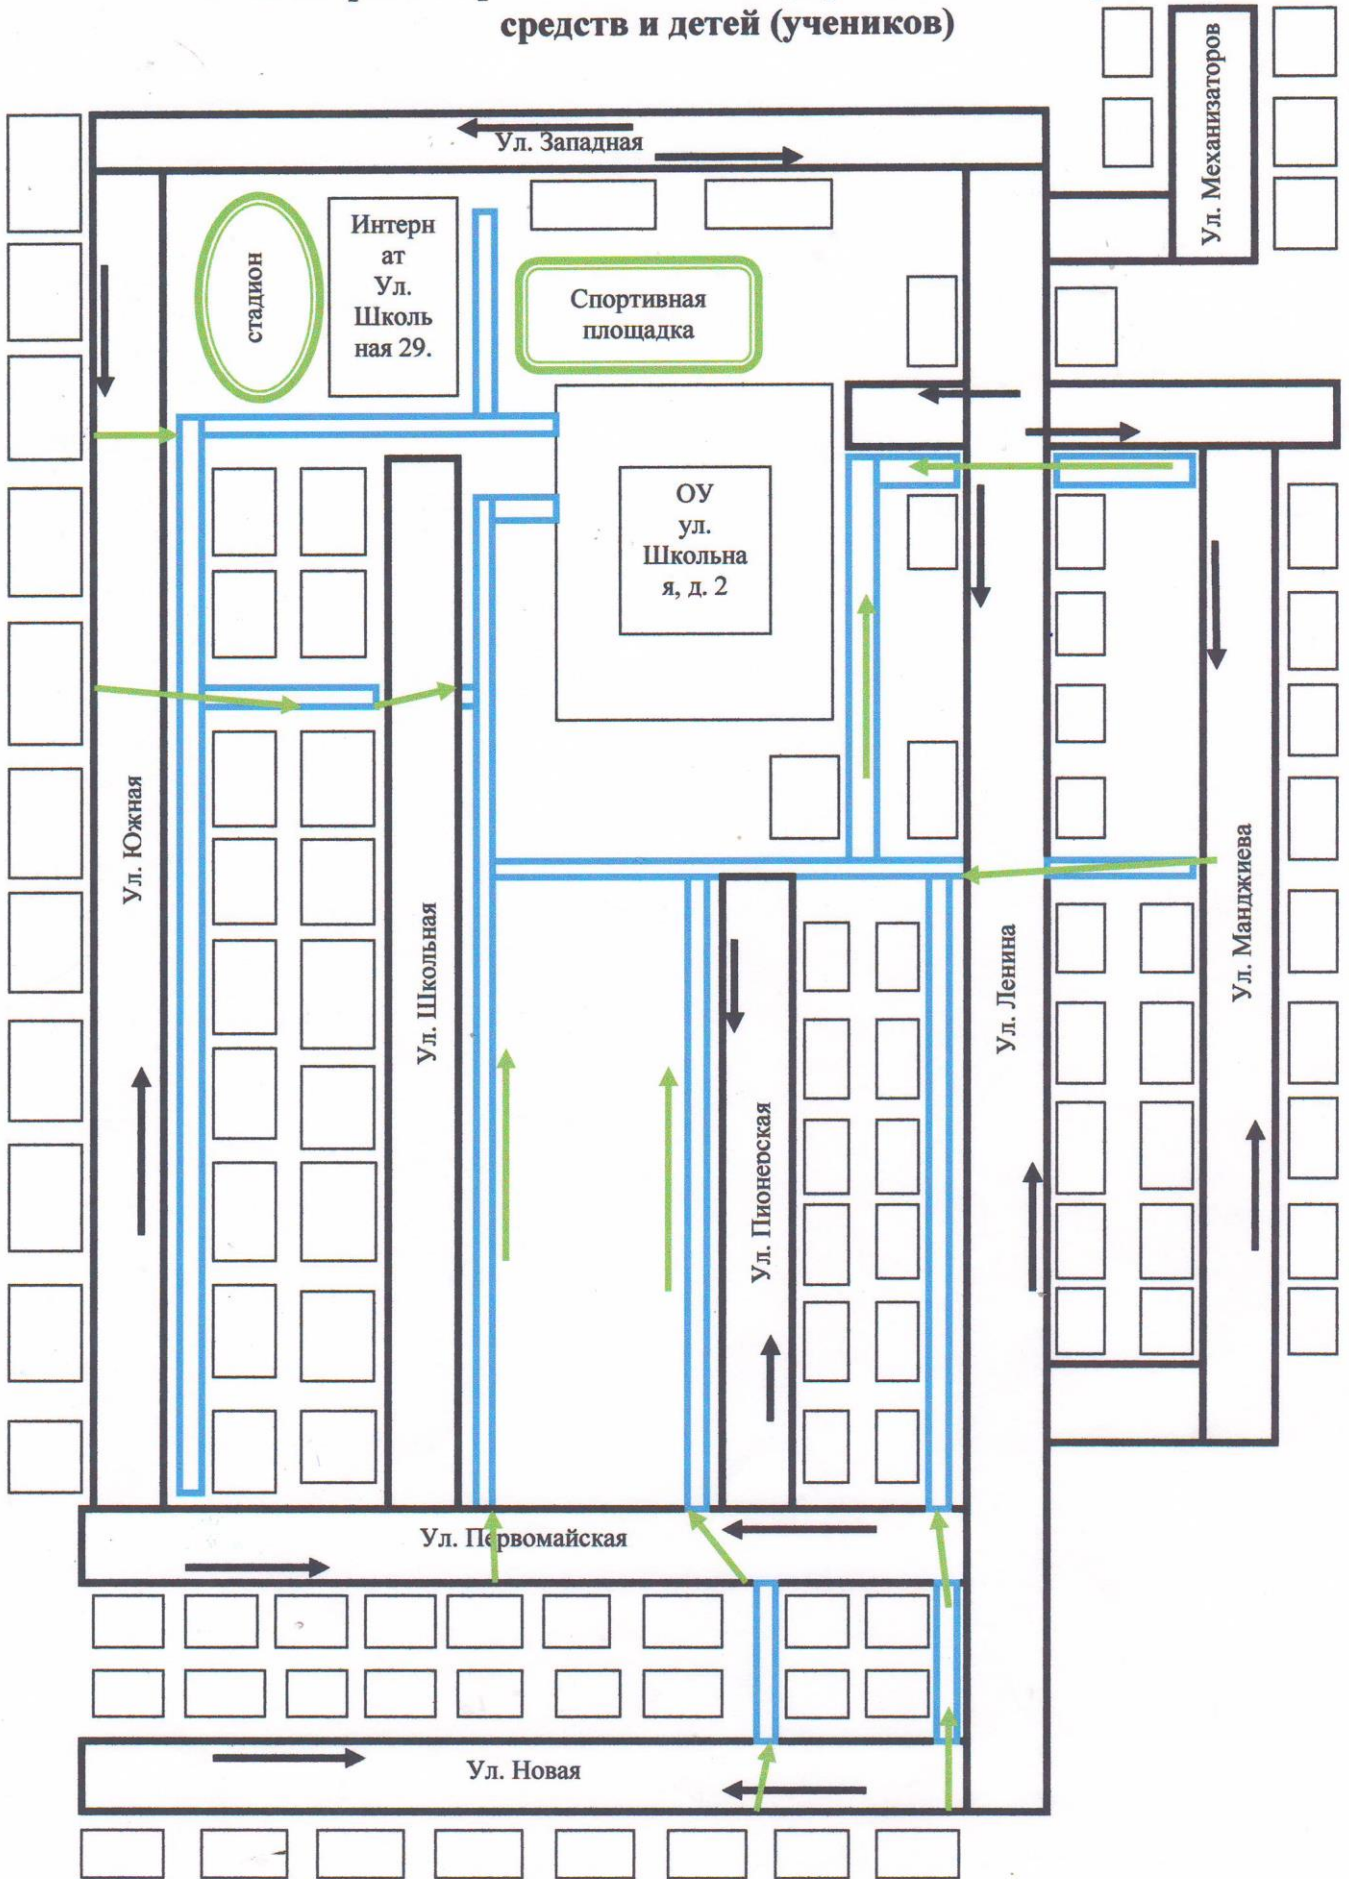 средств и детей (учеников)
Ул. Механизаторов
Ул. Западная
стадион
Интерн
ат
Ул.
Школь
ная 29.
Спортивная
площадка
ОУ
ул.
Школьна
я, д. 2
Ул. Южная
Ул. Школьная
Ул. Пионерская
Ул. Ленина
Ул. Манджиева
Ул. Первомайская
Ул. Новая